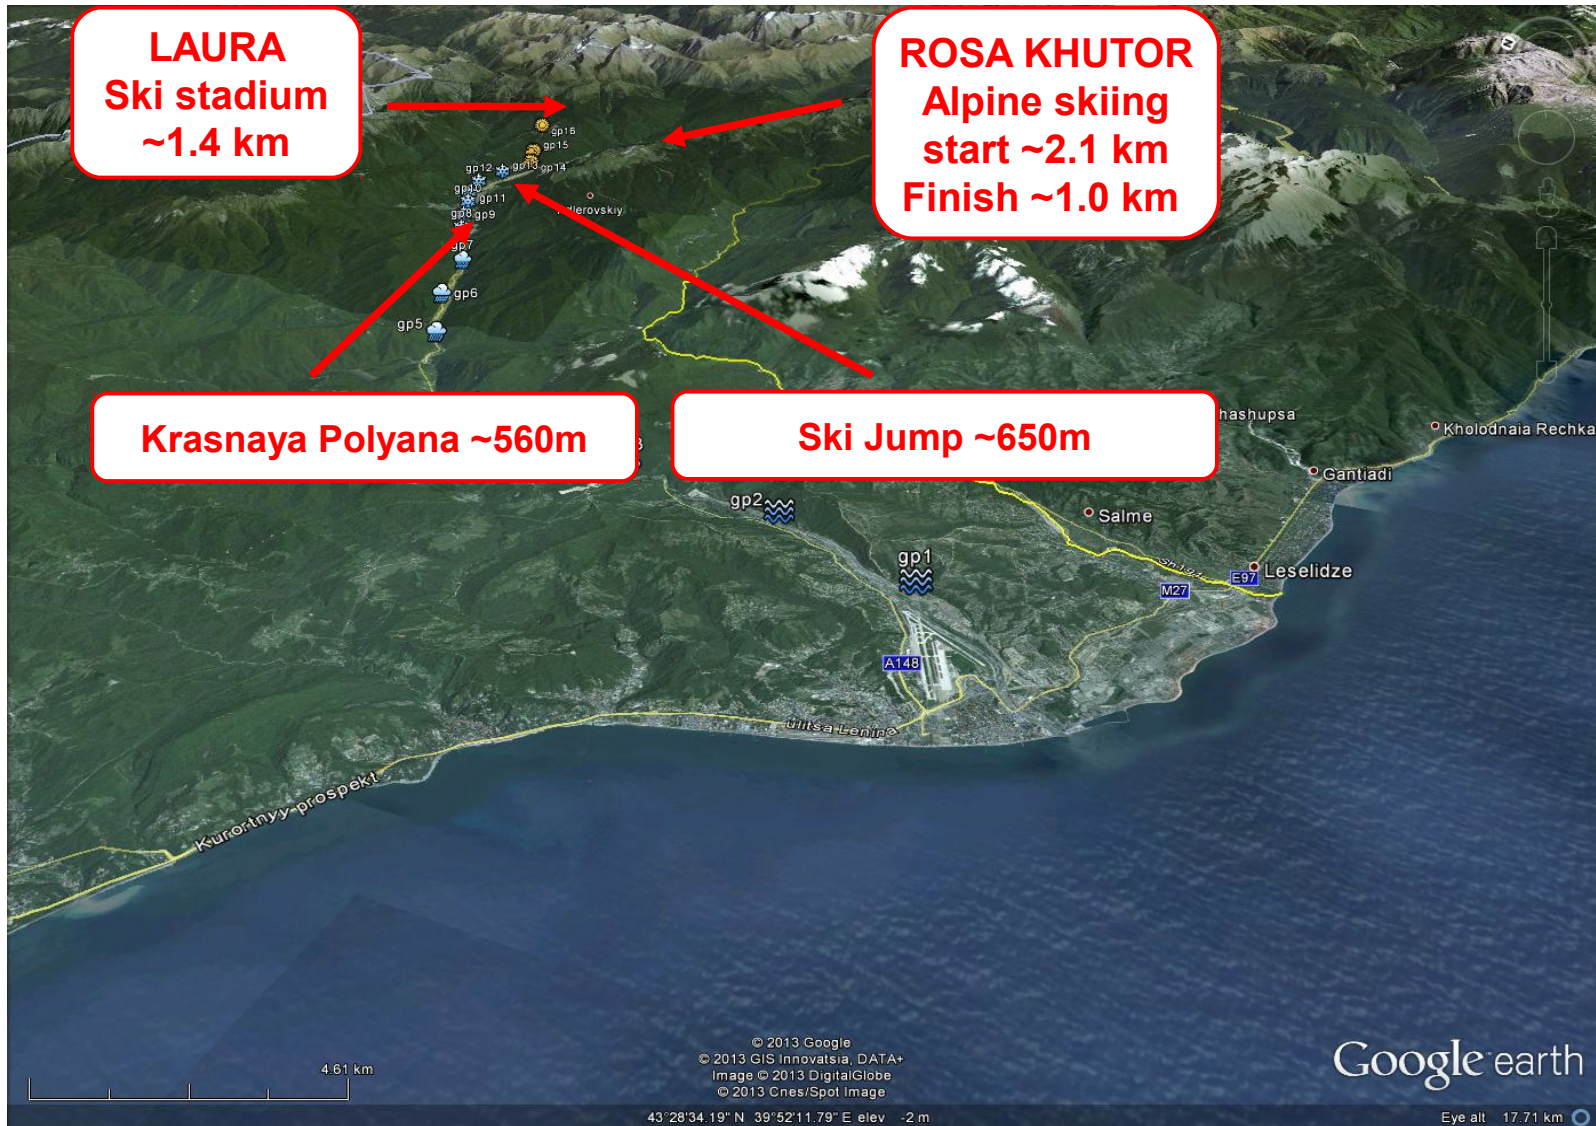 LAURA
Ski stadium
~1.4 km
ROSA KHUTOR
Alpine skiing
start ~2.1 km
Finish ~1.0 km
gp16
gp15
gp12
gp13
gp14
gp10
gp11
gp8
gp9
gp7
gp6
gp5
Krasnaya Polyana ~560m
Ski Jump ~650m
hashupsa
Kholodnaia Rechka
Gantiadi
gp2
Salme
gp1
Leselidze
E97
M27
A148
ulitsa Lenina
Kurortnyy prospekt
4.61 km
© 2013 Google
© 2013 GIS Innovatsia, DATA+
Image © 2013 DigitalGlobe
© 2013 Cnes/Spot Image
Google earth
43°28'34.19" N 39°52'11.79" E elev -2 m
Eye alt 17.71 km